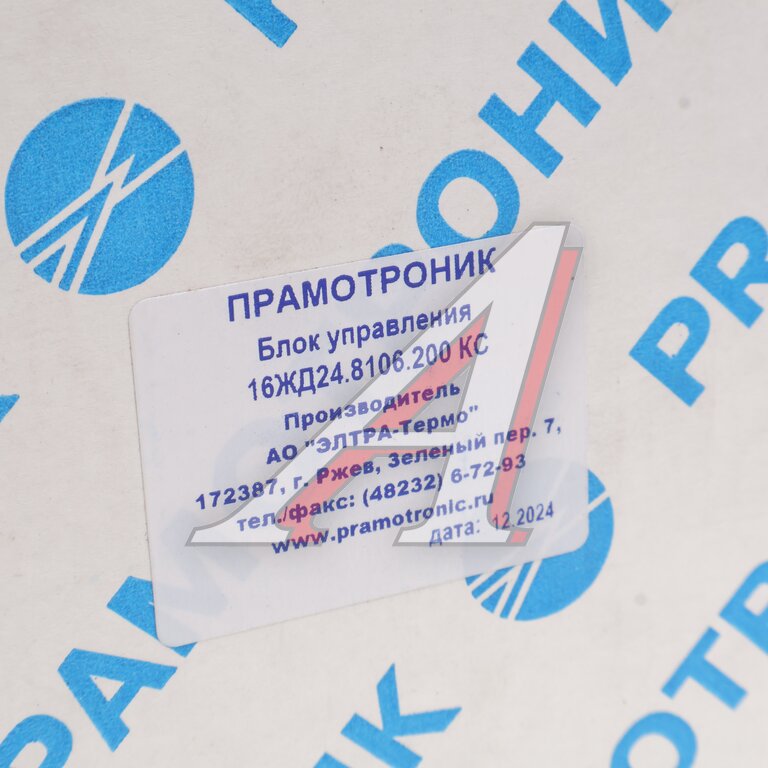 ПРАМОТРОНИК
Блок управления
16ЖД24.8106.200 КС
Производитель
АО "ЭЛТРА-Термо"
172387, г. Ржев, Зеленый пер. 7,
тел./факс: (48232) 6-72-93
www.pramotronic.ru
дата: 12.2024